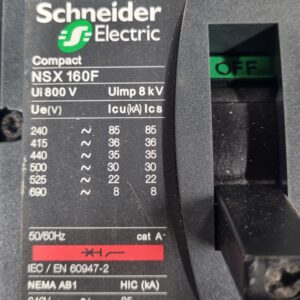 Schneider
Electric
Compact
NSX 160F
Ui 800 V Uimp 8 kV
Ue(V) Icu(kA) Ics
240 ~ 85 85
415 ~ 36 36
440 ~ 35 35
500 ~ 30 30
525 ~ 22 22
690 ~ 8 8
50/60Hz cat A
IEC / EN 60947-2
NEMA AB1 HIC (kA)
OFF